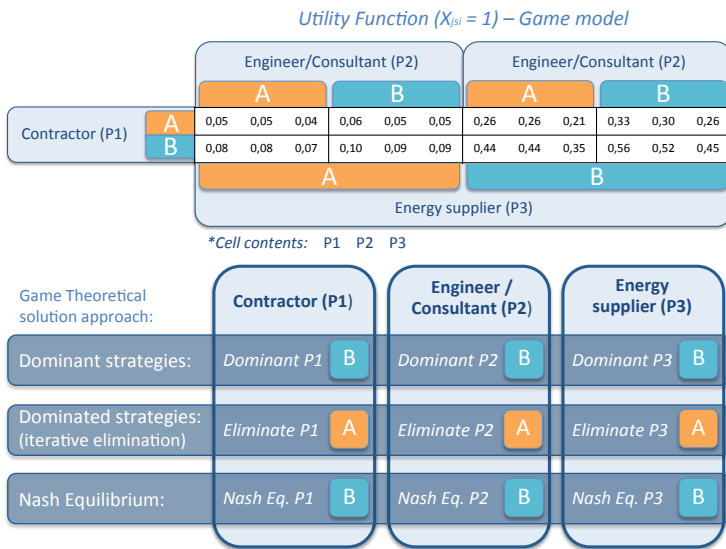 Utility Function (Xjsi = 1) – Game model
Engineer/Consultant (P2) Engineer/Consultant (P2)
A B A B
Contractor (P1)
A 0,05 0,05 0,04 0,06 0,05 0,05 0,26 0,26 0,21 0,33 0,30 0,26
B 0,08 0,08 0,07 0,10 0,09 0,09 0,44 0,44 0,35 0,56 0,52 0,45
A B
Energy supplier (P3)
*Cell contents: P1 P2 P3
Game Theoretical
solution approach:
Contractor (P1)
Engineer /
Consultant (P2)
Energy
supplier (P3)
Dominant strategies: Dominant P1 B Dominant P2 B Dominant P3 B
Dominated strategies:
(iterative elimination)
Eliminate P1 A Eliminate P2 A Eliminate P3 A
Nash Equilibrium: Nash Eq. P1 B Nash Eq. P2 B Nash Eq. P3 B